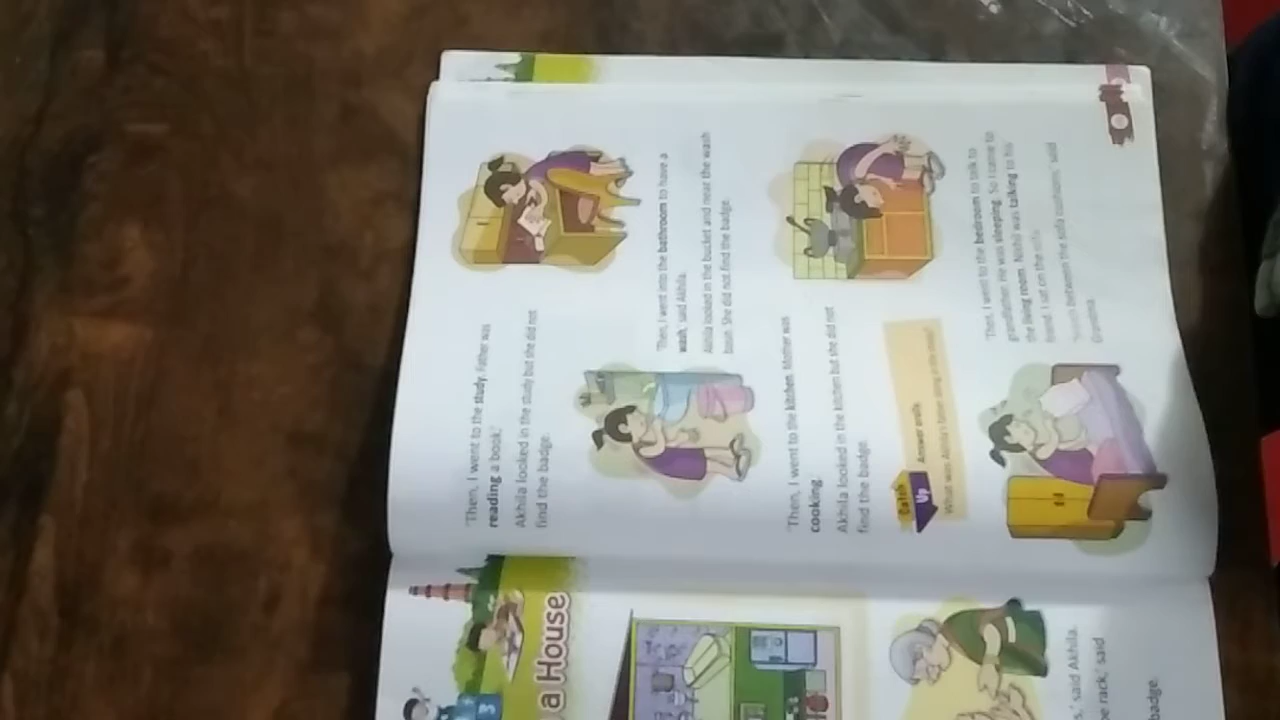 a House
,' said Akhila.
e rack,' said
badge.
'Then, I went to the study. Father was
reading a book.'
Akhila looked in the study but she did not
find the badge.
'Then, I went into the bathroom to have a
wash,' said Akhila.
Akhila looked in the bucket and near the wash
basin. She did not find the badge.
'Then, I went to the kitchen. Mother was
cooking.'
Akhila looked in the kitchen but she did not
find the badge.
Catch
Up
Answer orally.
What was Akhila's father doing in the study?
'Then, I went to the bedroom to talk to
grandfather. He was sleeping. So I came to
the living room. Nikhil was talking to his
friend. I sat on the sofa.
between the sofa cushions,' said
Grandma.